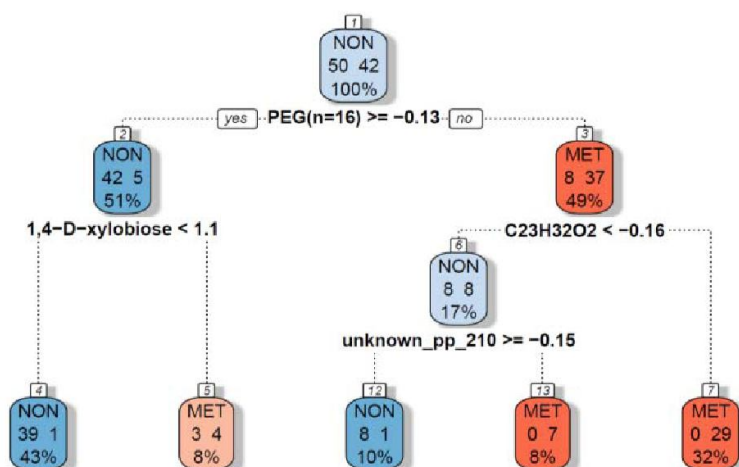 1
NON
50 42
100%
yes PEG(n=16) >= −0.13 no
2
NON
42 5
51%
3
MET
8 37
49%
1,4−D−xylobiose < 1.1
C23H32O2 < −0.16
6
NON
8 8
17%
unknown_pp_210 >= −0.15
4
NON
39 1
43%
5
MET
3 4
8%
12
NON
8 1
10%
13
MET
0 7
8%
7
MET
0 29
32%